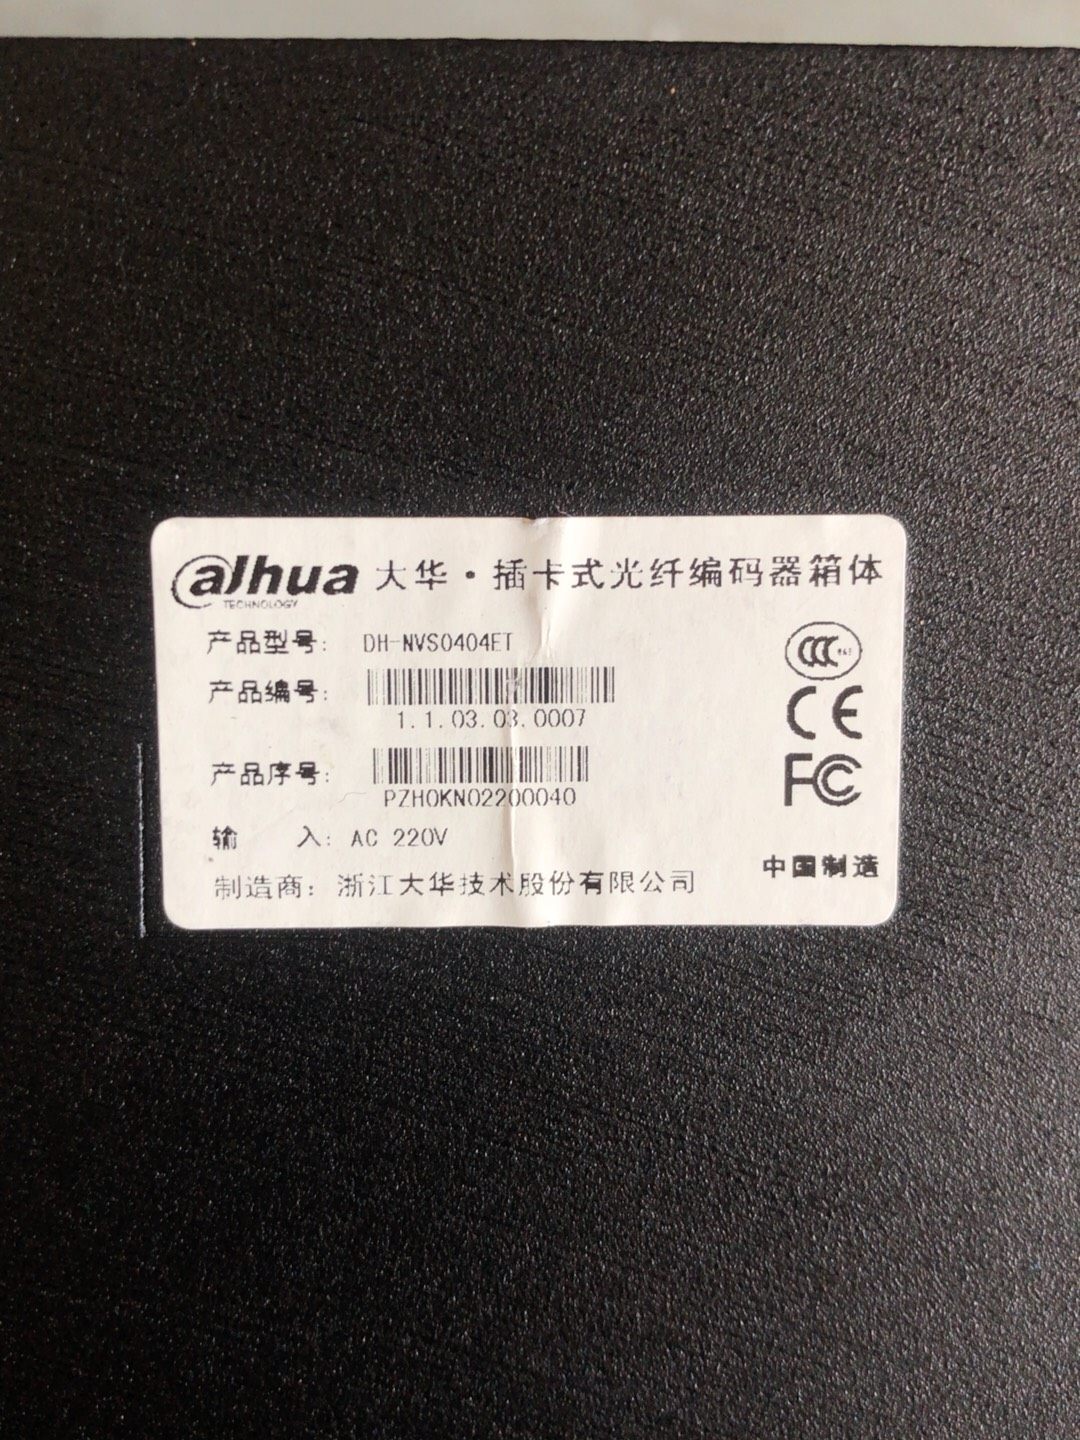 alhua 大华·插卡式光纤编码器箱体
TECHNOLOGY
产品型号: DH-NVS0404ET
产品编号:
1.1.03.03.0007
产品序号:
PZH0KN02200040
输 入: AC 220V
制造商: 浙江大华技术股份有限公司
CCC
CE
FC
中国制造